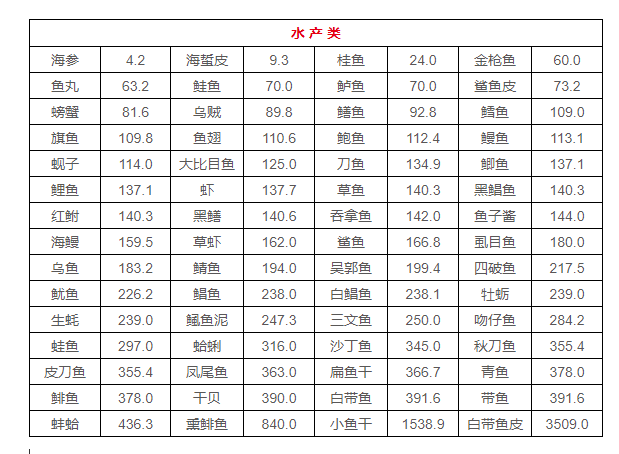 水产类
海参 4.2 海蜇皮 9.3 桂鱼 24.0 金枪鱼 60.0
鱼丸 63.2 鲑鱼 70.0 鲈鱼 70.0 鲨鱼皮 73.2
螃蟹 81.6 乌贼 89.8 鳝鱼 92.8 鳕鱼 109.0
旗鱼 109.8 鱼翅 110.6 鲍鱼 112.4 鳗鱼 113.1
蚬子 114.0 大比目鱼 125.0 刀鱼 134.9 鲫鱼 137.1
鲤鱼 137.1 虾 137.7 草鱼 140.3 黑鲳鱼 140.3
红鲋 140.3 黑鳝 140.6 吞拿鱼 142.0 鱼子酱 144.0
海鳗 159.5 草虾 162.0 鲨鱼 166.8 虱目鱼 180.0
乌鱼 183.2 鲭鱼 194.0 吴郭鱼 199.4 四破鱼 217.5
鱿鱼 226.2 鲳鱼 238.0 白鲳鱼 238.1 牡蛎 239.0
生蚝 239.0 鳀鱼泥 247.3 三文鱼 250.0 吻仔鱼 284.2
蛙鱼 297.0 蛤蜊 316.0 沙丁鱼 345.0 秋刀鱼 355.4
皮刀鱼 355.4 凤尾鱼 363.0 扁鱼干 366.7 青鱼 378.0
鲱鱼 378.0 干贝 390.0 白带鱼 391.6 带鱼 391.6
蚌蛤 436.3 熏鲱鱼 840.0 小鱼干 1538.9 白带鱼皮 3509.0